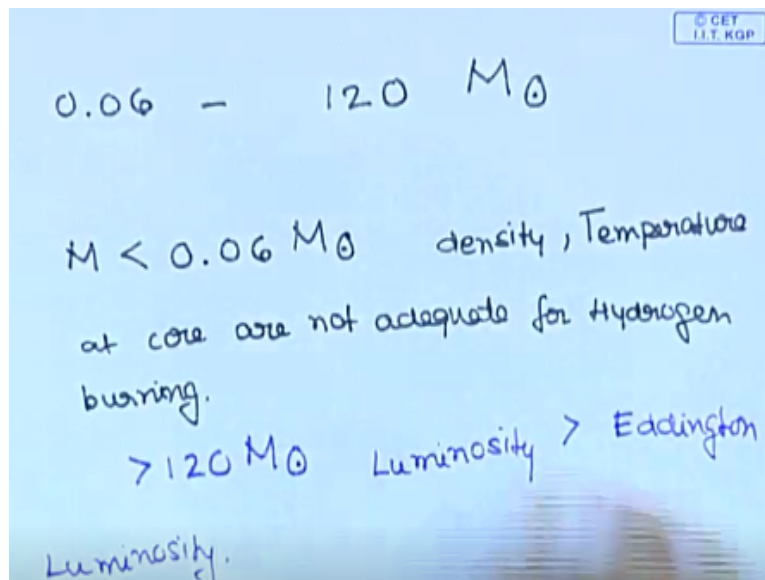 © CET
I.I.T. KGP
0.06 - 120 M⊙
M < 0.06 M⊙ density, Temperature
at core are not adequate for Hydrogen
burning.
>120 M⊙ Luminosity > Eddington
Luminosity.